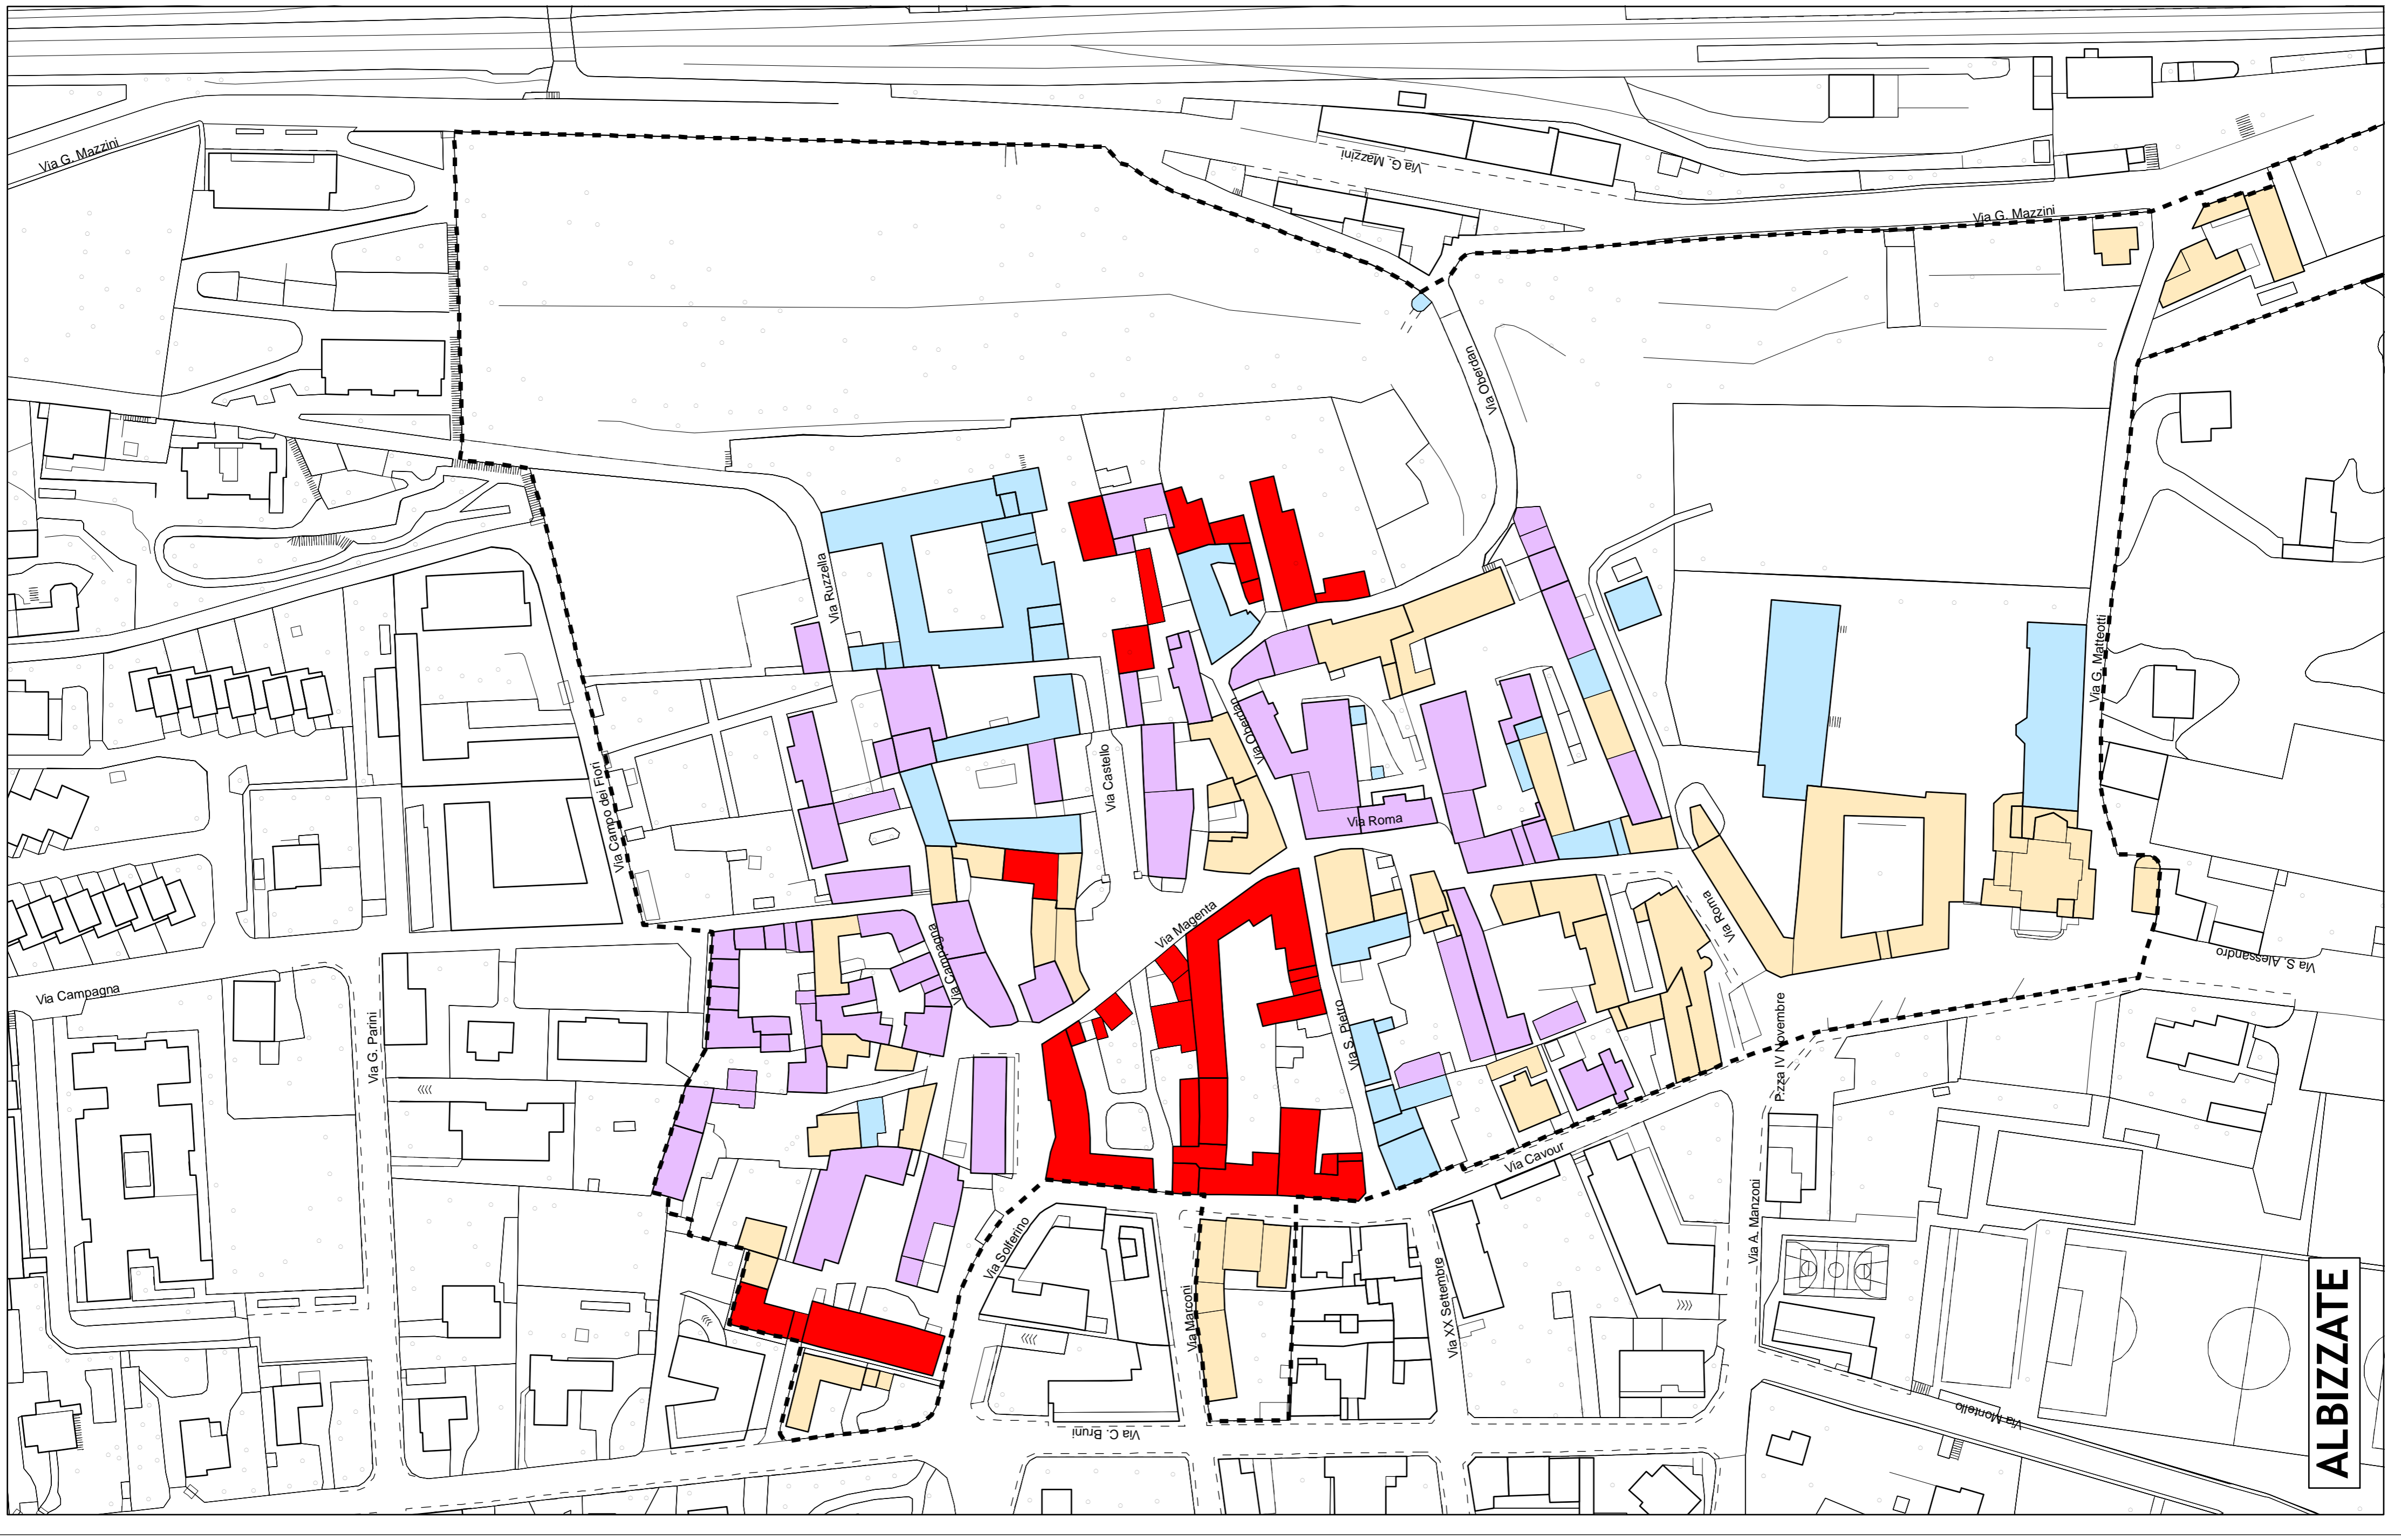 Via G. Mazzini
Via G. Mazzini
Via G. Mazzini
Via Oberdan
Via Ruzzella
Via G. Matteotti
Via Oberdan
Via Castello
Via Campo dei Fiori
Via Roma
Via Magenta
Via Roma
Via Campagna
Via S. Alessandro
Via Campagna
Via S. Pietro
Via G. Parini
P.zza IV Novembre
Via Cavour
Via A. Manzoni
Via Solferino
Via Marconi
Via XX Settembre
Via Montello
Via C. Bruni
ALBIZZATE